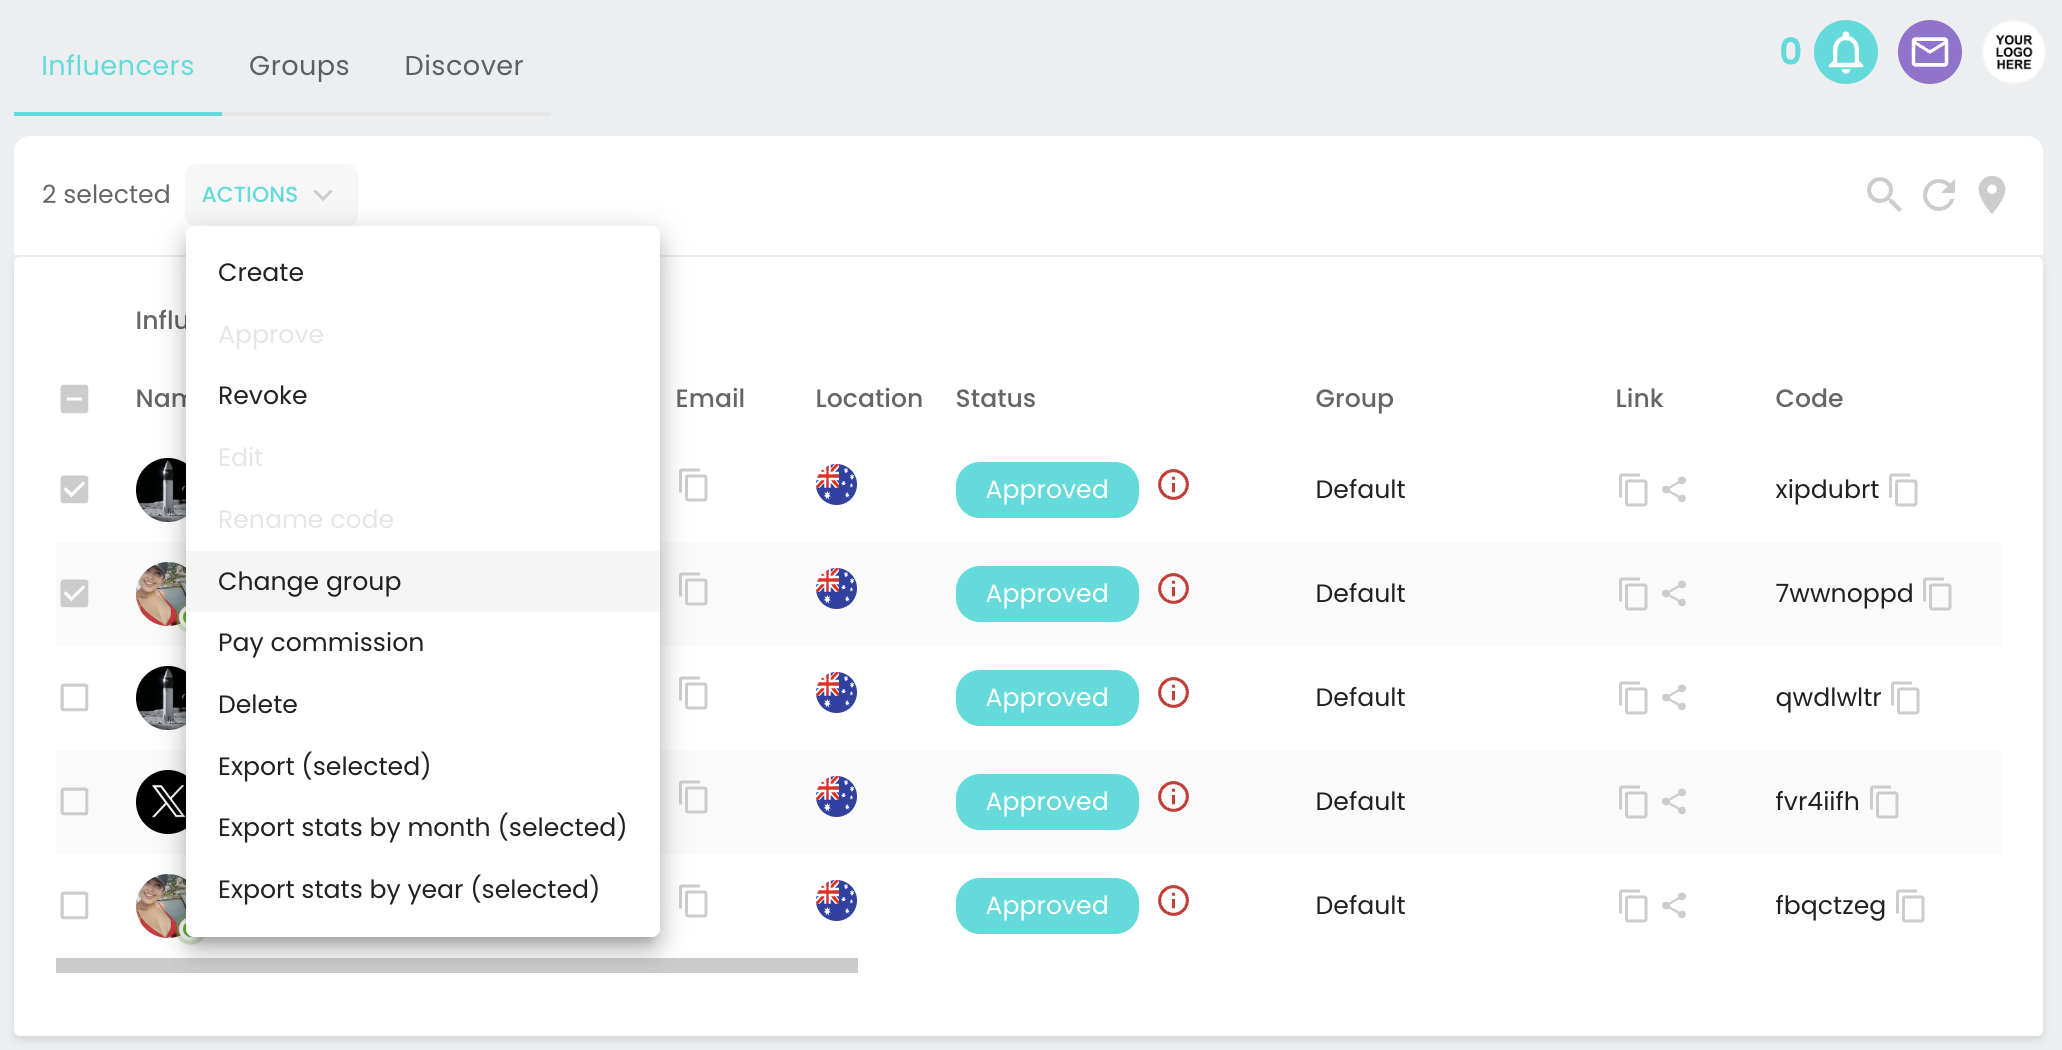 Influencers Groups Discover
0
YOUR
LOGO
HERE
2 selected ACTIONS
Create
Approve
Revoke
Edit
Rename code
Change group
Pay commission
Delete
Export (selected)
Export stats by month (selected)
Export stats by year (selected)
Influ
Nam Email Location Status Group Link Code
Approved Default xipdubrt
Approved Default 7wwnoppd
Approved Default qwdlwltr
Approved Default fvr4iifh
Approved Default fbqctzeg